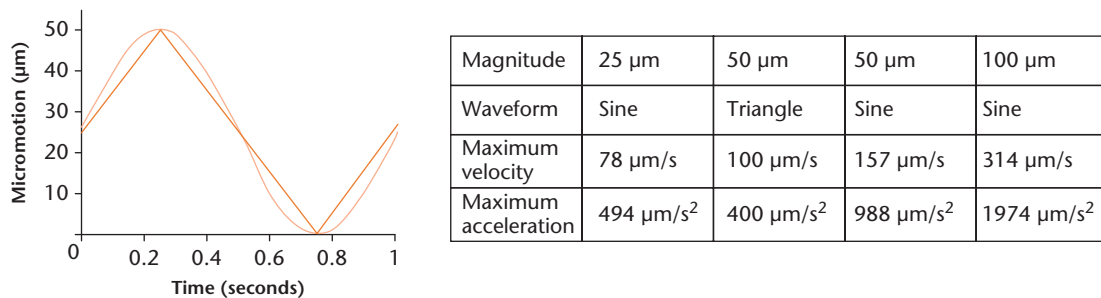 Micromotion (µm)
50
40
30
20
10
0
0.2
0.4
0.6
0.8
1
Time (seconds)
Magnitude 25 µm 50 µm 50 µm 100 µm
Waveform Sine Triangle Sine Sine
Maximum
velocity 78 µm/s 100 µm/s 157 µm/s 314 µm/s
Maximum
acceleration 494 µm/s² 400 µm/s² 988 µm/s² 1974 µm/s²